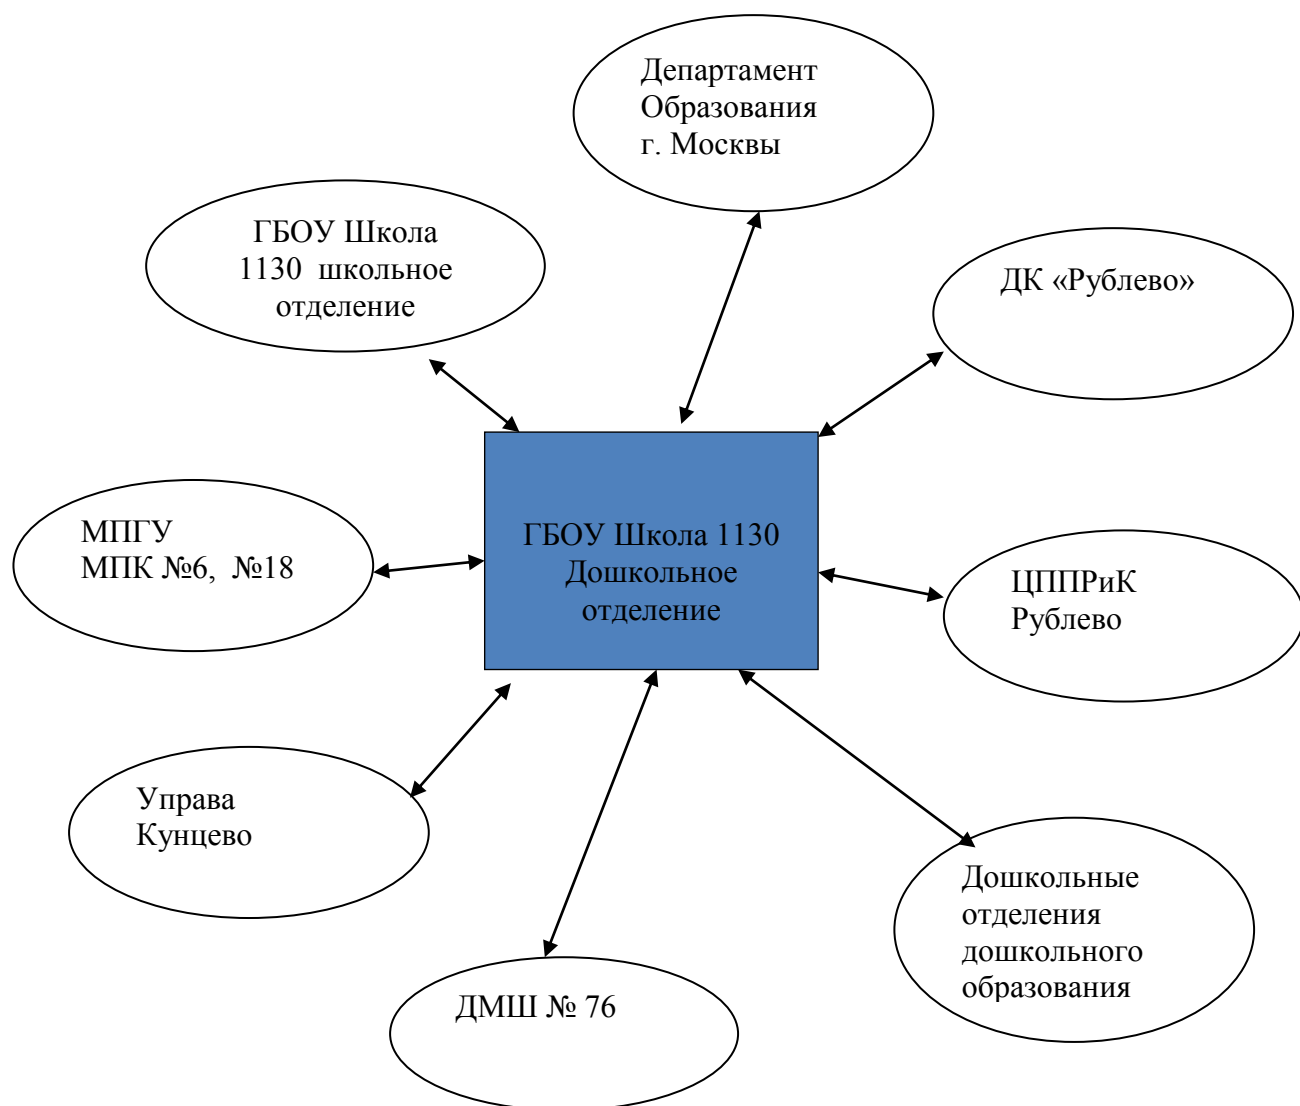 Департамент
Образования
г. Москвы
ГБОУ Школа
1130 школьное
отделение
ДК «Рублево»
МПГУ
МПК №6, №18
ГБОУ Школа 1130
Дошкольное
отделение
ЦППРиК
Рублево
Управа
Кунцево
Дошкольные
отделения
дошкольного
образования
ДМШ № 76